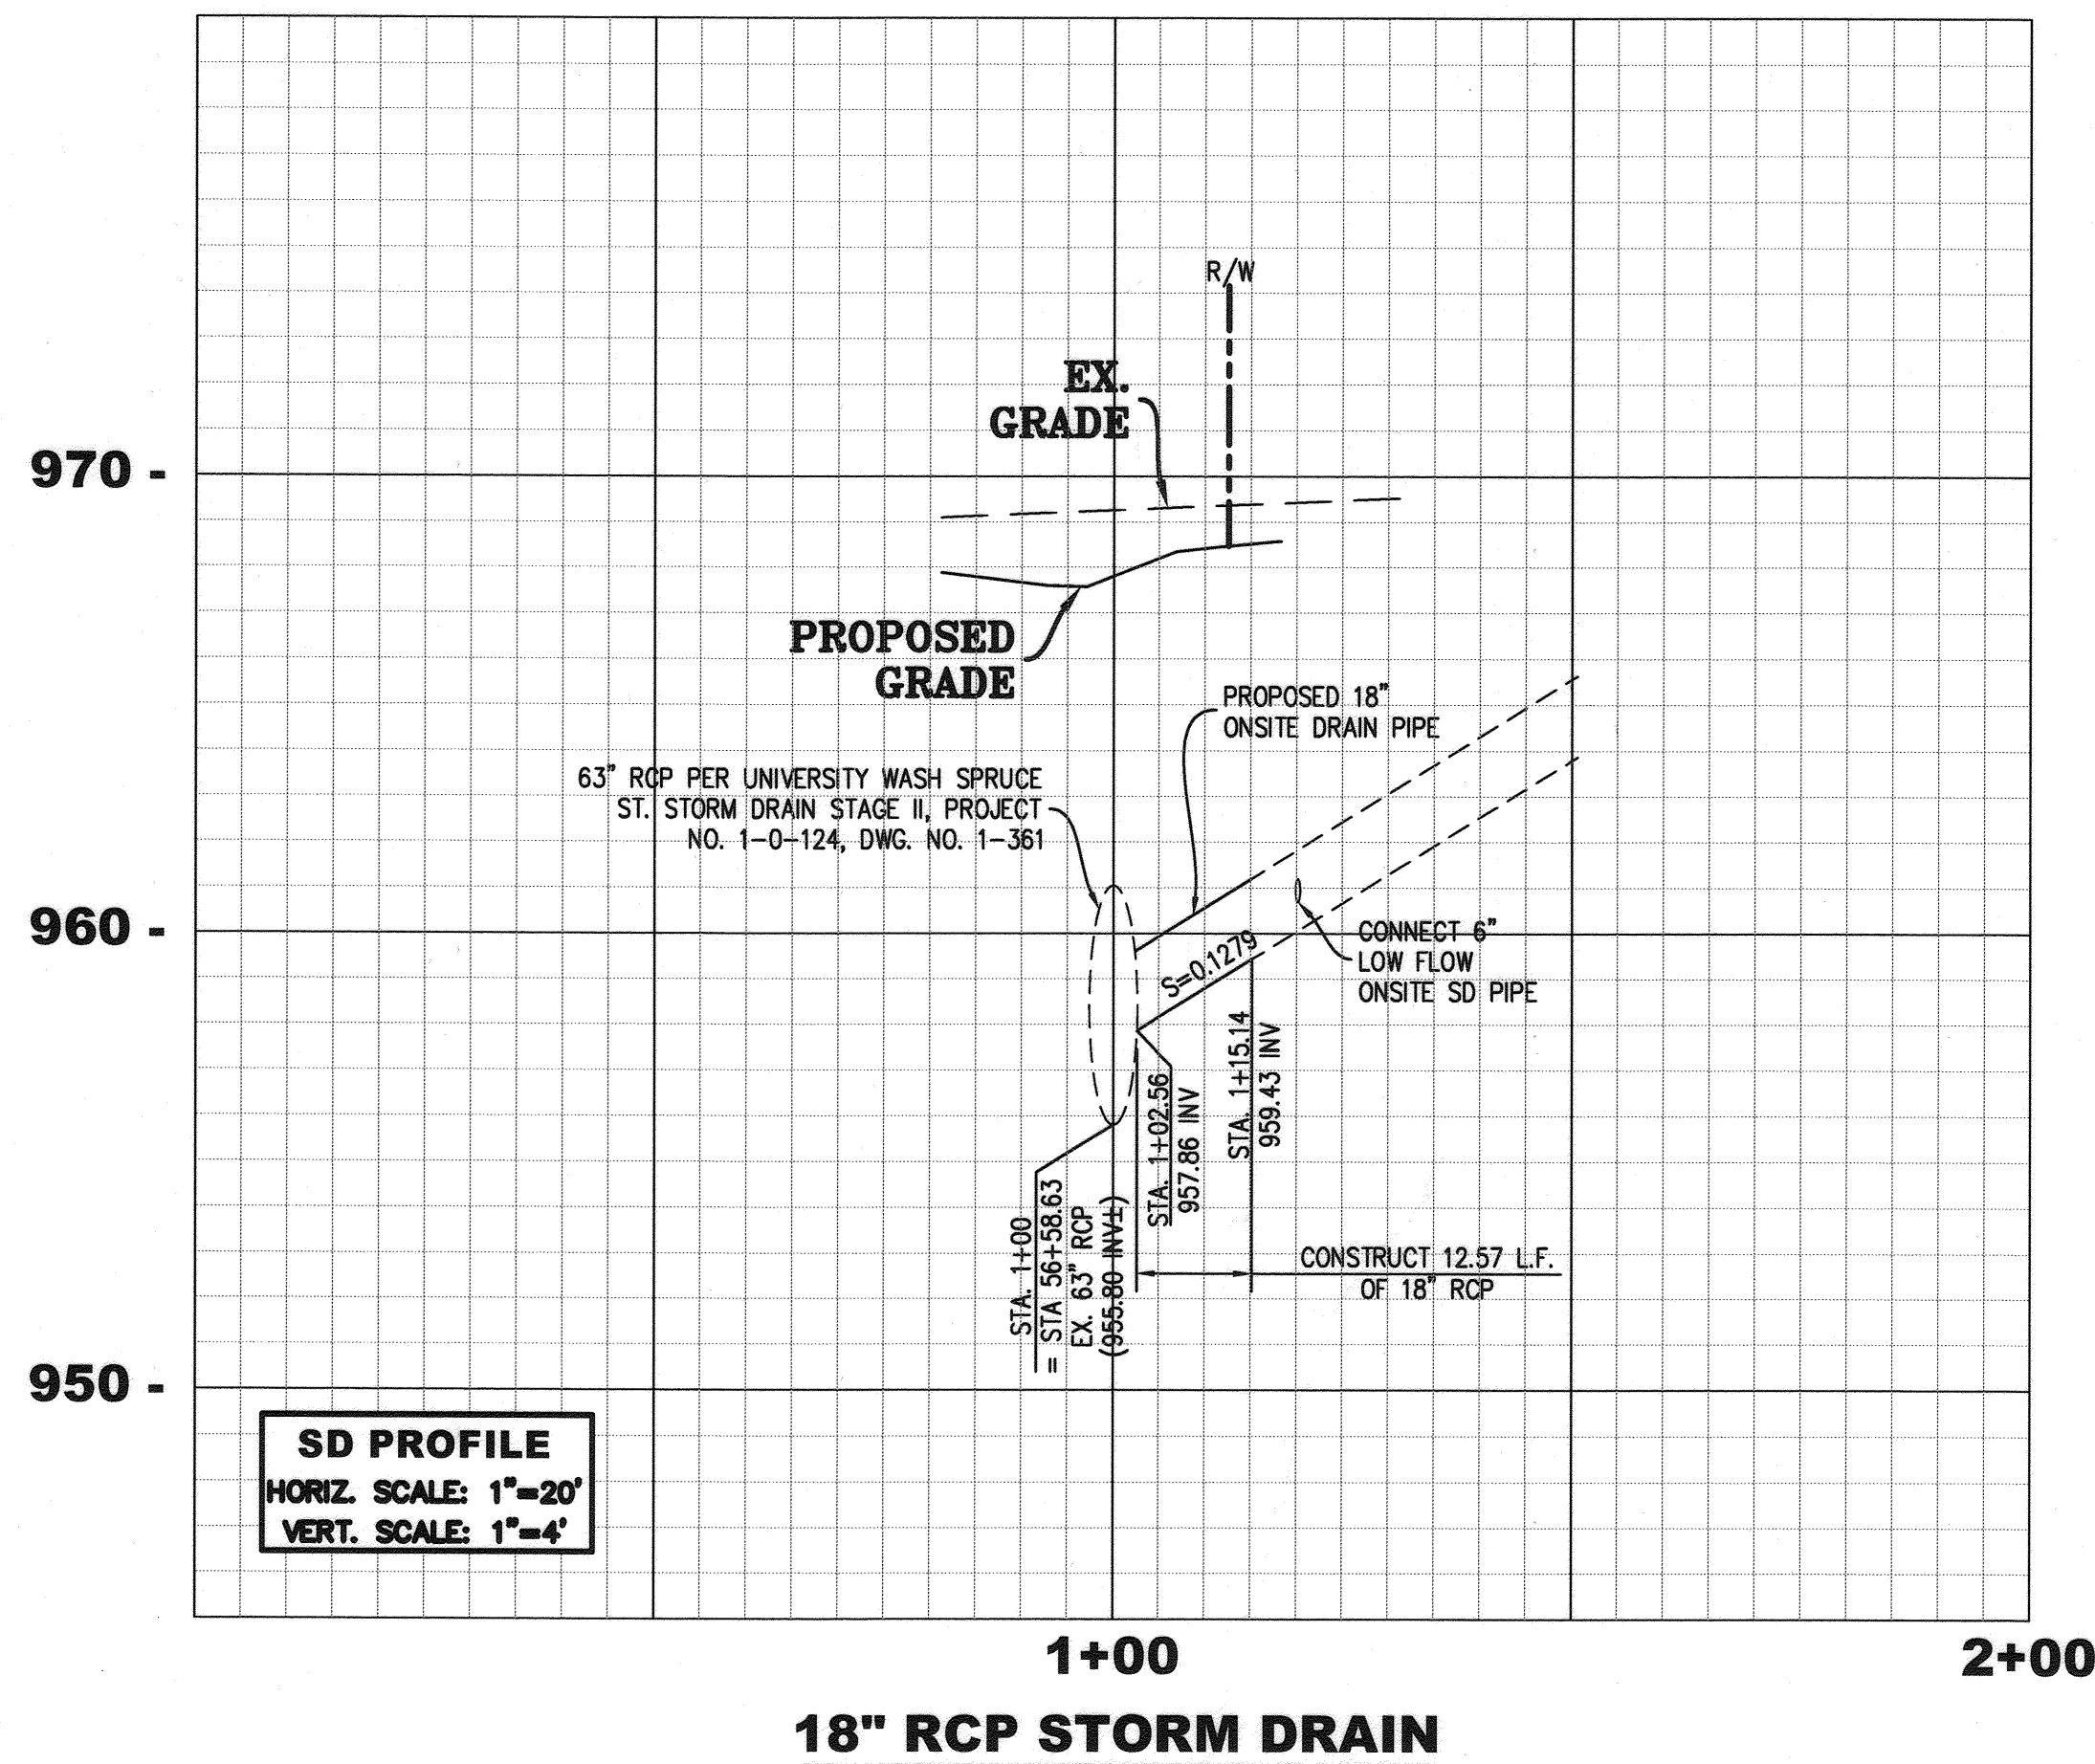 R/W
EX.
GRADE
970 -
PROPOSED
GRADE
PROPOSED 18"
ONSITE DRAIN PIPE
63" RCP PER UNIVERSITY WASH SPRUCE
ST. STORM DRAIN STAGE II, PROJECT
NO. 1-0-124, DWG. NO. 1-361
960 -
S=0.1279
CONNECT 6"
LOW FLOW
ONSITE SD PIPE
STA. 1+15.14
959.43 INV
STA. 1+02.56
957.86 INV
STA. 1+00
= STA 56+58.63
EX. 63" RCP
(955.80 INV±)
CONSTRUCT 12.57 L.F.
OF 18" RCP
950 -
SD PROFILE
HORIZ. SCALE: 1"=20'
VERT. SCALE: 1"=4'
1+00
2+00
18" RCP STORM DRAIN